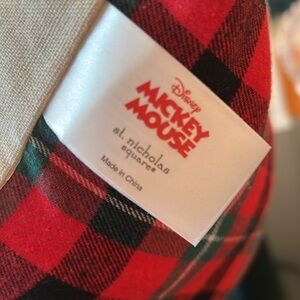 Disney
MICKEY
MOUSE
st. nicholas
square®
Made in China